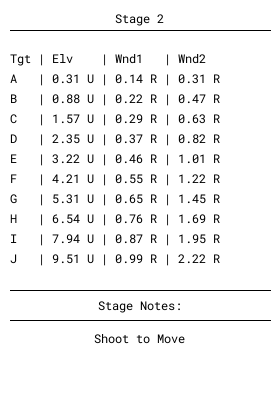 Stage 2
Tgt | Elv    | Wnd1   | Wnd2
A   | 0.31 U | 0.14 R | 0.31 R
B   | 0.88 U | 0.22 R | 0.47 R
C   | 1.57 U | 0.29 R | 0.63 R
D   | 2.35 U | 0.37 R | 0.82 R
E   | 3.22 U | 0.46 R | 1.01 R
F   | 4.21 U | 0.55 R | 1.22 R
G   | 5.31 U | 0.65 R | 1.45 R
H   | 6.54 U | 0.76 R | 1.69 R
I   | 7.94 U | 0.87 R | 1.95 R
J   | 9.51 U | 0.99 R | 2.22 R
Stage Notes:
Shoot to Move